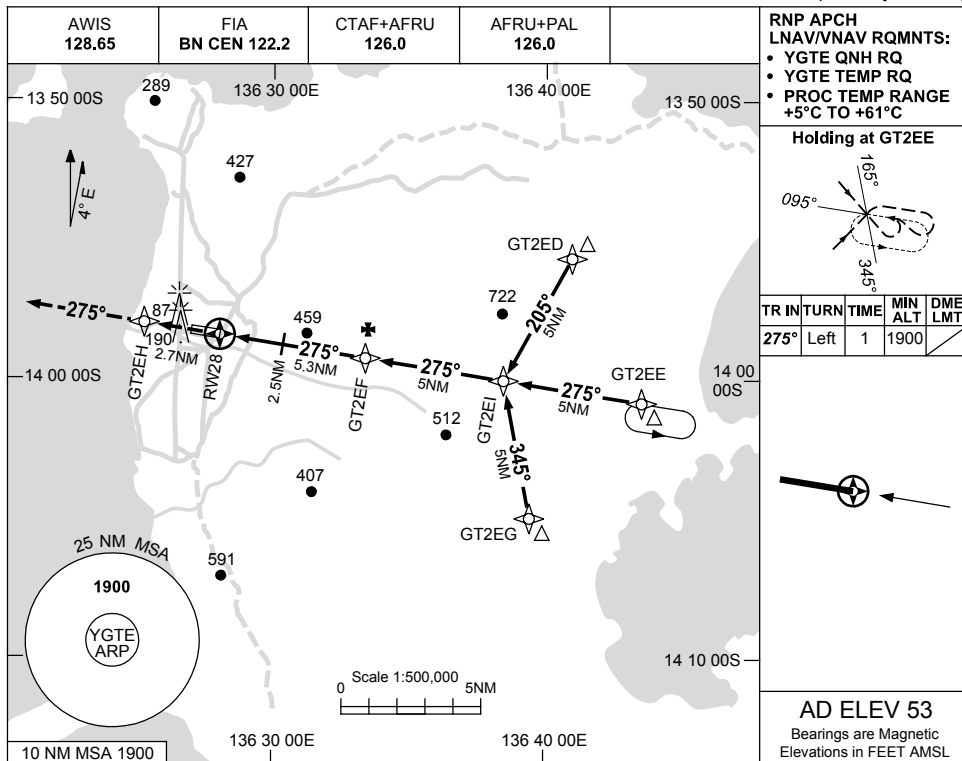 AWIS
128.65
FIA
BN CEN 122.2
CTAF+AFRU
126.0
AFRU+PAL
126.0
RNP APCH
LNAV/VNAV RQMNTS:
• YGTE QNH RQ
• YGTE TEMP RQ
• PROC TEMP RANGE
+5°C TO +61°C
Holding at GT2EE
165°
095°
345°
TR IN TURN TIME MIN ALT DME LMT
275° Left 1 1900
13 50 00S
289
136 30 00E
136 40 00E
13 50 00S
427
4° E
GT2ED
722
205°
5NM
275°
87
190
2.7NM
GT2EH
RW28
459
2.5NM
275°
5.3NM
GT2EF
275°
5NM
GT2EI
275°
5NM
GT2EE
14 00 00S
14 00
00S
512
345°
5NM
407
GT2EG
591
25 NM MSA
1900
YGTE
ARP
Scale 1:500,000
0 5NM
14 10 00S
10 NM MSA 1900
136 30 00E
136 40 00E
AD ELEV 53
Bearings are Magnetic
Elevations in FEET AMSL